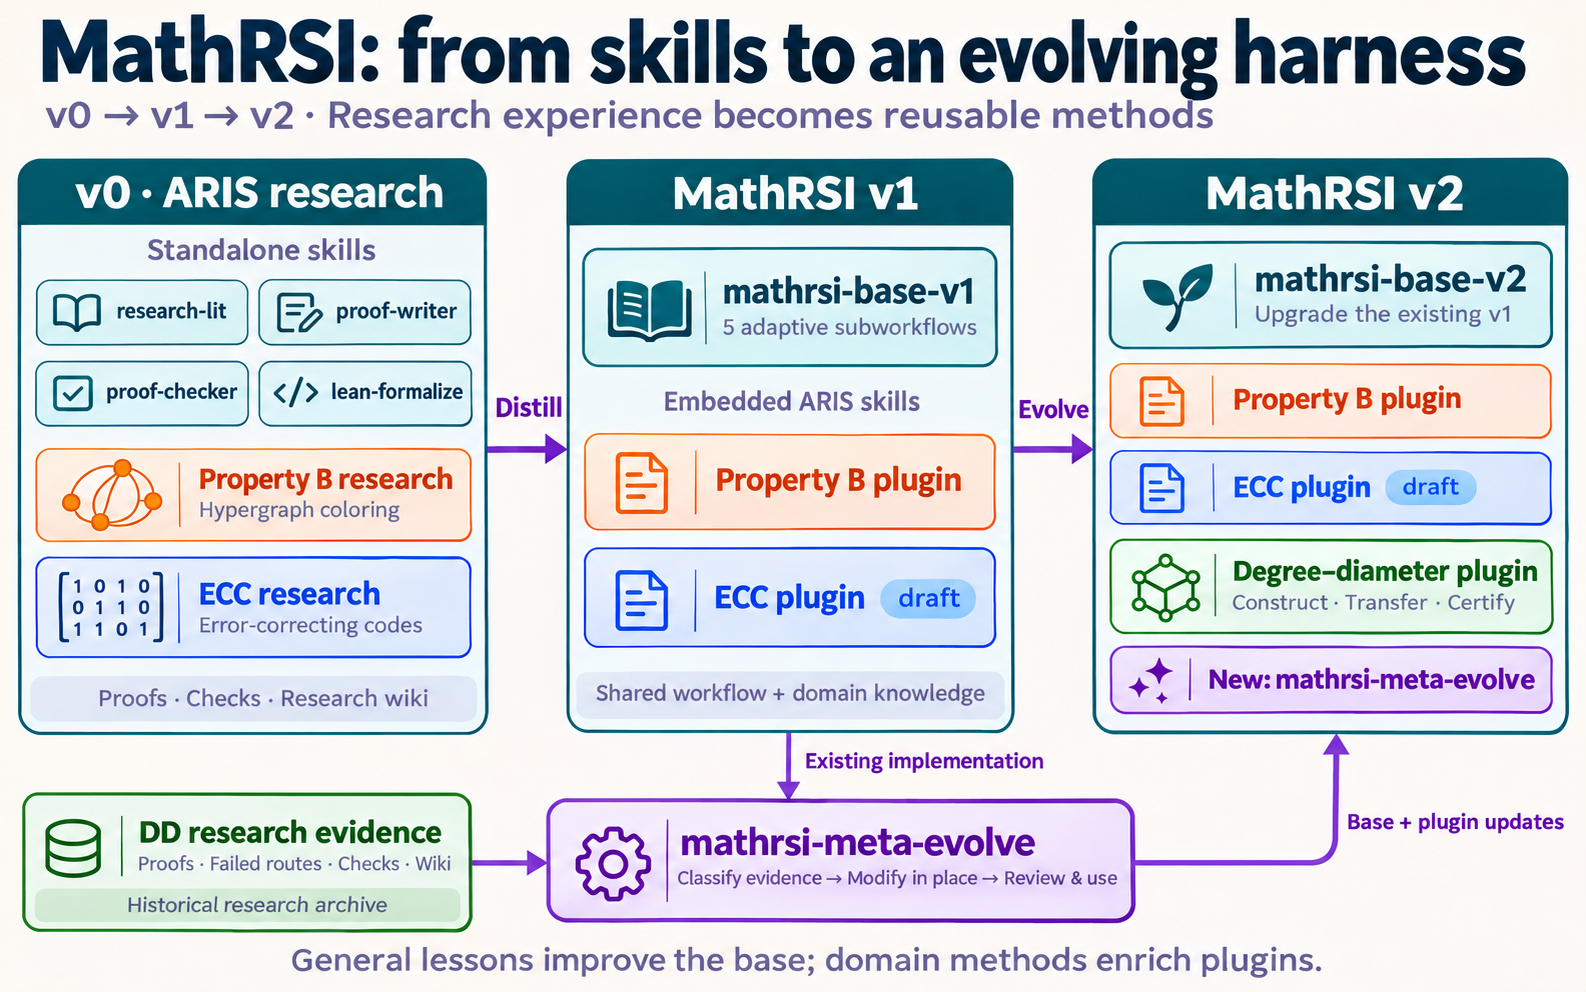 MathRSI: from skills to an evolving harness
v0 → v1 → v2 · Research experience becomes reusable methods
v0 · ARIS research
Standalone skills
research-lit
proof-writer
proof-checker
</> lean-formalize
Property B research
Hypergraph coloring
1 0 1 0
0 1 1 0
1 1 0 1
ECC research
Error-correcting codes
Proofs · Checks · Research wiki
Distill
MathRSI v1
mathrsi-base-v1
5 adaptive subworkflows
Embedded ARIS skills
Property B plugin
ECC plugin draft
Shared workflow + domain knowledge
Evolve
MathRSI v2
mathrsi-base-v2
Upgrade the existing v1
Property B plugin
ECC plugin draft
Degree–diameter plugin
Construct · Transfer · Certify
New: mathrsi-meta-evolve
Existing implementation
DD research evidence
Proofs · Failed routes · Checks · Wiki
Historical research archive
mathrsi-meta-evolve
Classify evidence → Modify in place → Review & use
Base + plugin updates
General lessons improve the base; domain methods enrich plugins.